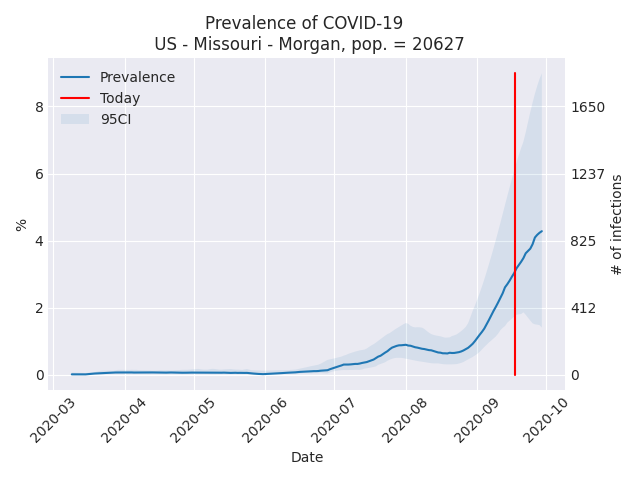 Prevalence of COVID-19
US - Missouri - Morgan, pop. = 20627
Prevalence
Today
95CI
%
8
6
4
2
0
1650
1237
825
412
0
# of infections
2020-03
2020-04
2020-05
2020-06
2020-07
2020-08
2020-09
2020-10
Date